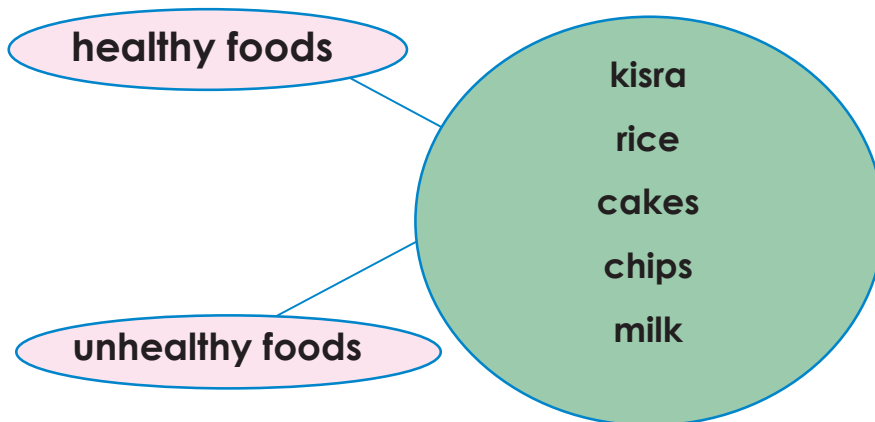 healthy foods
unhealthy foods
kisra
rice
cakes
chips
milk